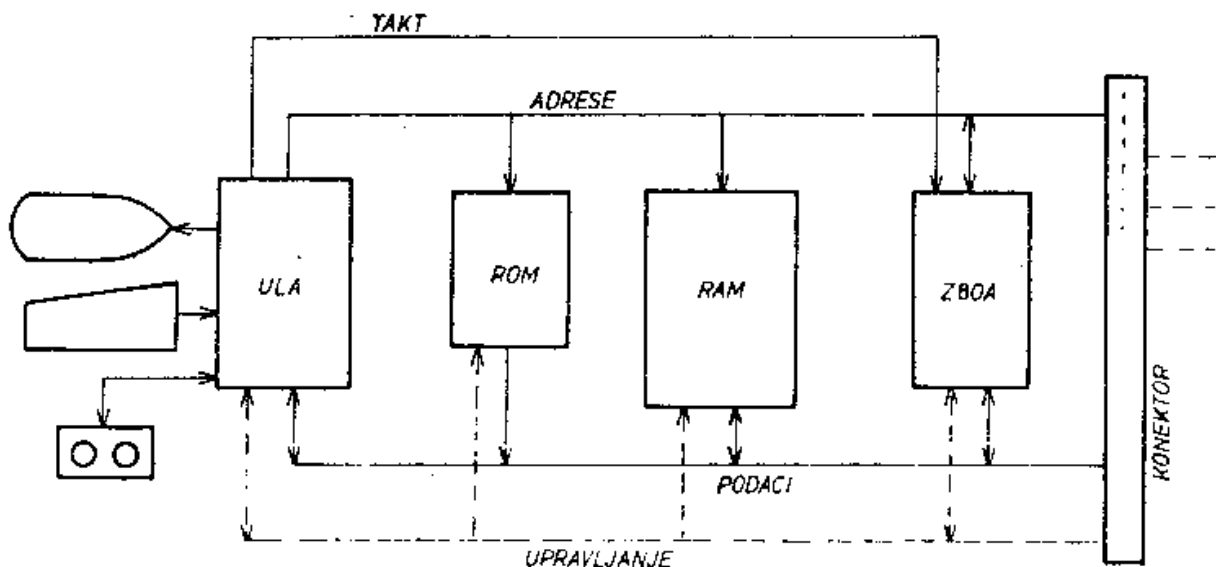 TAKT
ADRESE
ULA
ROM
RAM
Z80A
KONEKTOR
PODACI
UPRAVLJANJE